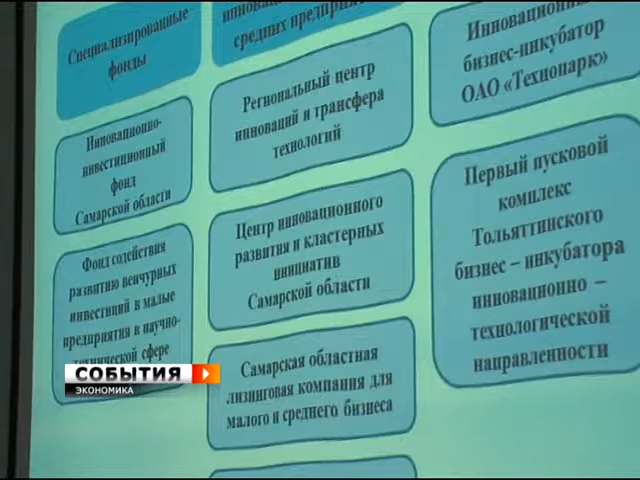 Специализированные
фонды
Инновационно-
инвестиционный
фонд
Самарской области
Фонд содействия
развитию венчурных
инвестиций в малые
предприятия в научно-
технической сфере
средних
Региональный центр
инноваций и трансфера
технологий
Центр инновационного
развития и кластерных
инициатив
Самарской области
Самарская областная
лизинговая компания для
малого и среднего бизнеса
бизнес-инкубатор
ОАО «Технопарк»
Первый пусковой
комплекс
Тольяттинского
бизнес – инкубатора
инновационно –
технологической
направленности
СОБЫТИЯ
ЭКОНОМИКА